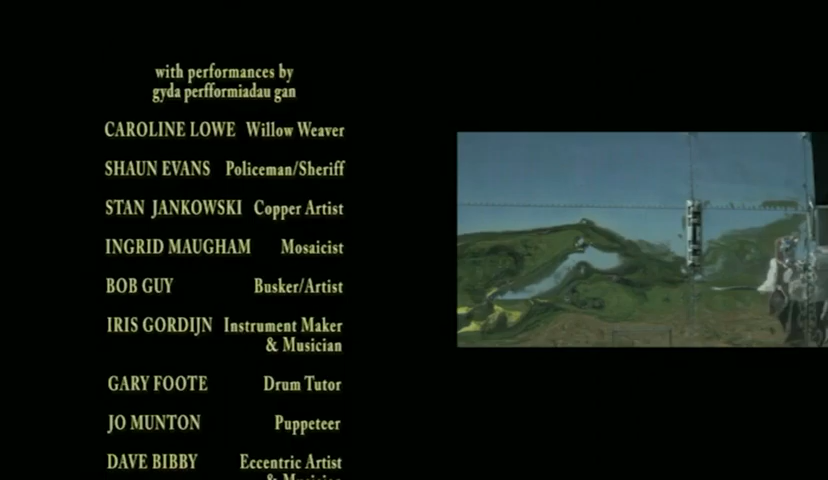 with performances by
gyda perfformiadau gan
CAROLINE LOWE Willow Weaver
SHAUN EVANS Policeman/Sheriff
STAN JANKOWSKI Copper Artist
INGRID MAUGHAM Mosaicist
BOB GUY Busker/Artist
IRIS GORDIJN Instrument Maker
& Musician
GARY FOOTE Drum Tutor
JO MUNTON Puppeteer
DAVE BIBBY Eccentric Artist
& Musician